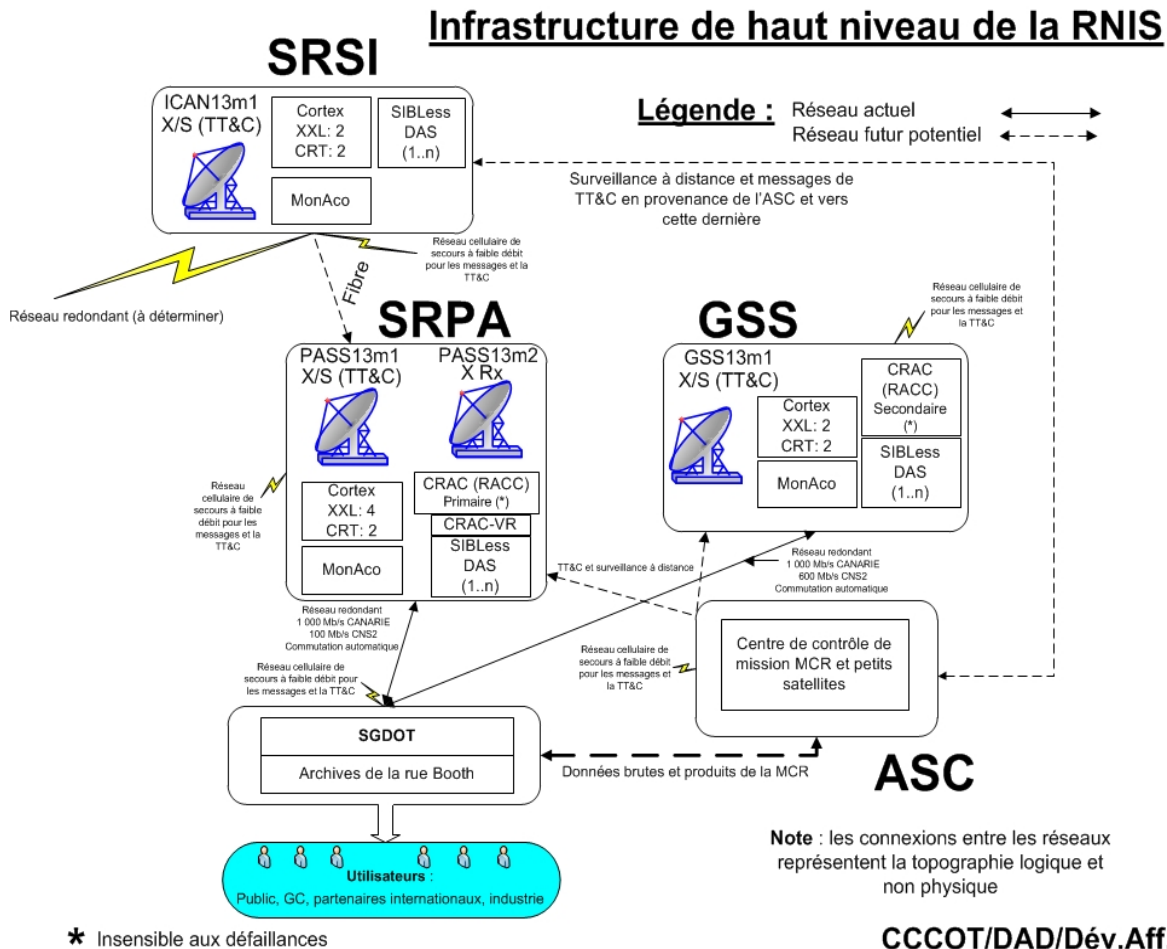 Infrastructure de haut niveau de la RNIS
SRSI
ICAN13m1
X/S (TT&C)
Cortex
XXL: 2
CRT: 2
SIBLess
DAS
(1..n)
MonAco
Légende :
Réseau actuel
Réseau futur potentiel
Surveillance à distance et messages de
TT&C en provenance de l'ASC et vers
cette dernière
Réseau cellulaire de
secours à faible débit
pour les messages et la
TT&C
Fibre
Réseau redondant (à déterminer)
SRPA
PASS13m1
X/S (TT&C)
PASS13m2
X Rx
Réseau
cellulaire de
secours à faible
débit pour les
messages et la
TT&C
Cortex
XXL: 4
CRT: 2
MonAco
CRAC (RACC)
Primaire (*)
CRAC-VR
SIBLess
DAS
(1..n)
GSS
Réseau cellulaire de
secours à faible débit
pour les messages et
la TT&C
GSS13m1
X/S (TT&C)
Cortex
XXL: 2
CRT: 2
MonAco
CRAC
(RACC)
Secondaire
(*)
SIBLess
DAS
(1..n)
TT&C et surveillance à distance
Réseau redondant
1 000 Mb/s CANARIE
600 Mb/s CNS2
Commutation automatique
Réseau redondant
1 000 Mb/s CANARIE
100 Mb/s CNS2
Commutation automatique
Réseau cellulaire de
secours à faible débit pour
les messages et la TT&C
Réseau cellulaire de
secours à faible débit
pour les messages et
la TT&C
Centre de contrôle de
mission MCR et petits
satellites
ASC
SGDOT
Archives de la rue Booth
Données brutes et produits de la MCR
Utilisateurs :
Public, GC, partenaires internationaux, industrie
Note : les connexions entre les réseaux
représentent la topographie logique et
non physique
* Insensible aux défaillances
CCCOT/DAD/Dév.Aff